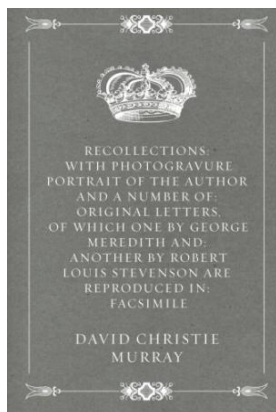 RECOLLECTIONS:
WITH PHOTOGRAVURE
PORTRAIT OF THE AUTHOR
AND A NUMBER OF:
ORIGINAL LETTERS,
OF WHICH ONE BY GEORGE
MEREDITH AND:
ANOTHER BY ROBERT
LOUIS STEVENSON ARE
REPRODUCED IN:
FACSIMILE
DAVID CHRISTIE
MURRAY